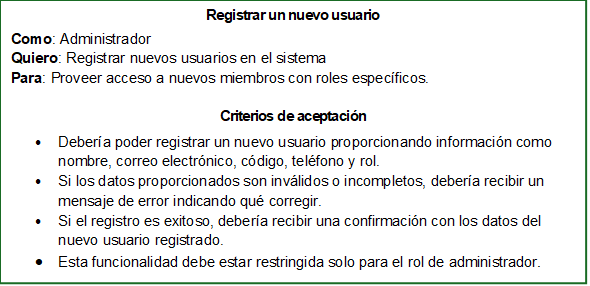 Registrar un nuevo usuario
Como: Administrador
Quiero: Registrar nuevos usuarios en el sistema
Para: Proveer acceso a nuevos miembros con roles específicos.
Criterios de aceptación
• Debería poder registrar un nuevo usuario proporcionando información como
nombre, correo electrónico, código, teléfono y rol.
• Si los datos proporcionados son inválidos o incompletos, debería recibir un
mensaje de error indicando qué corregir.
• Si el registro es exitoso, debería recibir una confirmación con los datos del
nuevo usuario registrado.
• Esta funcionalidad debe estar restringida solo para el rol de administrador.